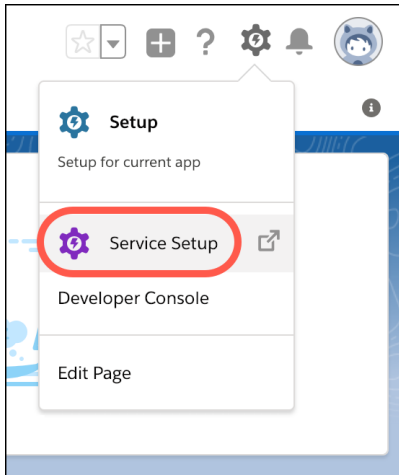 Setup
Setup for current app
Service Setup
Developer Console
Edit Page